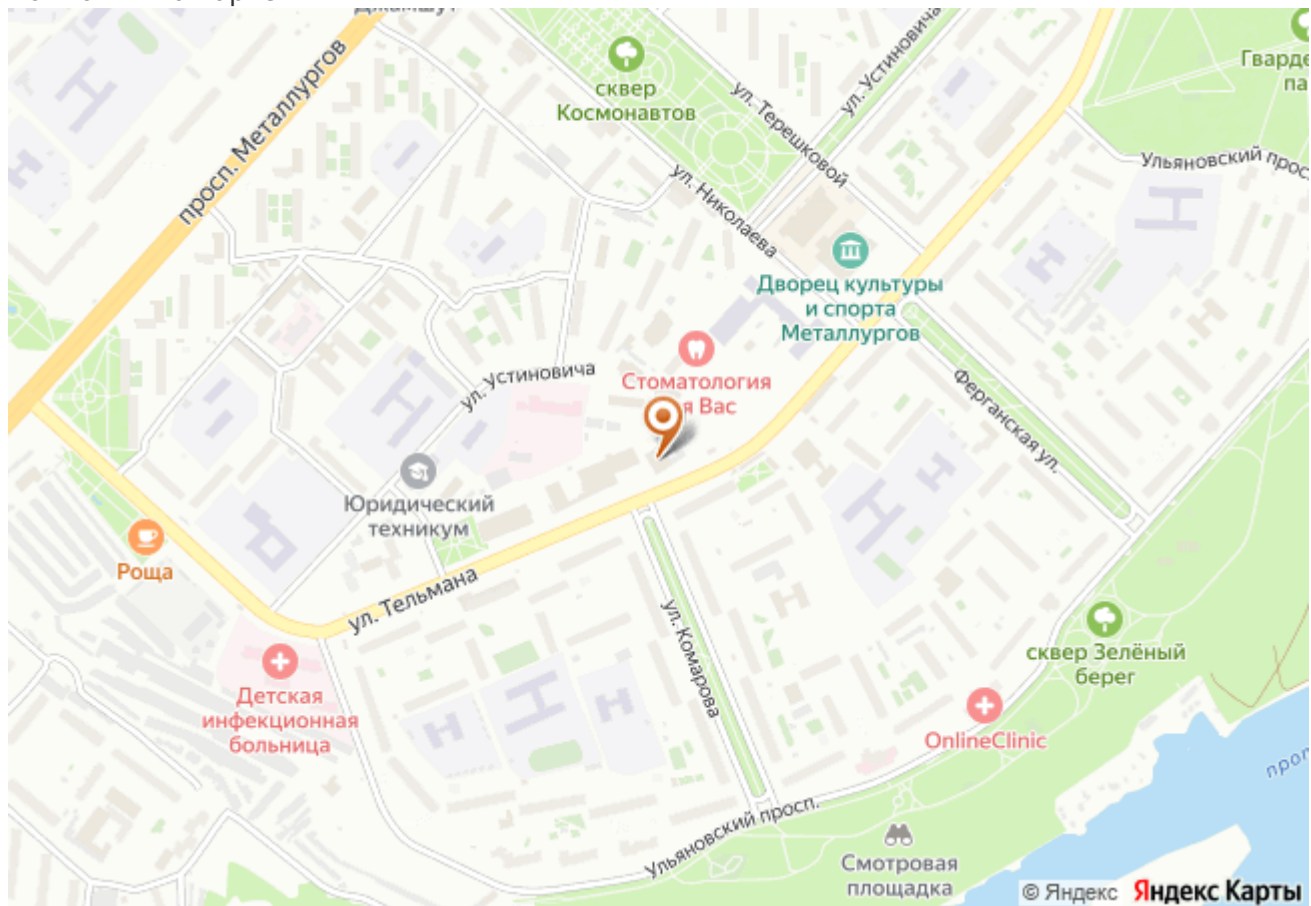 Джамшут
просп. Металлургов
сквер
Космонавтов
ул. Терешковой
ул. Устиновича
Гварде
па
Ульяновский прос
ул. Николаева
Дворец культуры
и спорта
Металлургов
Стоматология
я Вас
ул. Устиновича
Ферганская ул.
Юридический
техникум
Роща
ул. Тельмана
ул. Комарова
Детская
инфекционная
больница
сквер Зелёный
берег
OnlineClinic
Ульяновский просп.
Смотровая
площадка
© Яндекс Яндекс Карты